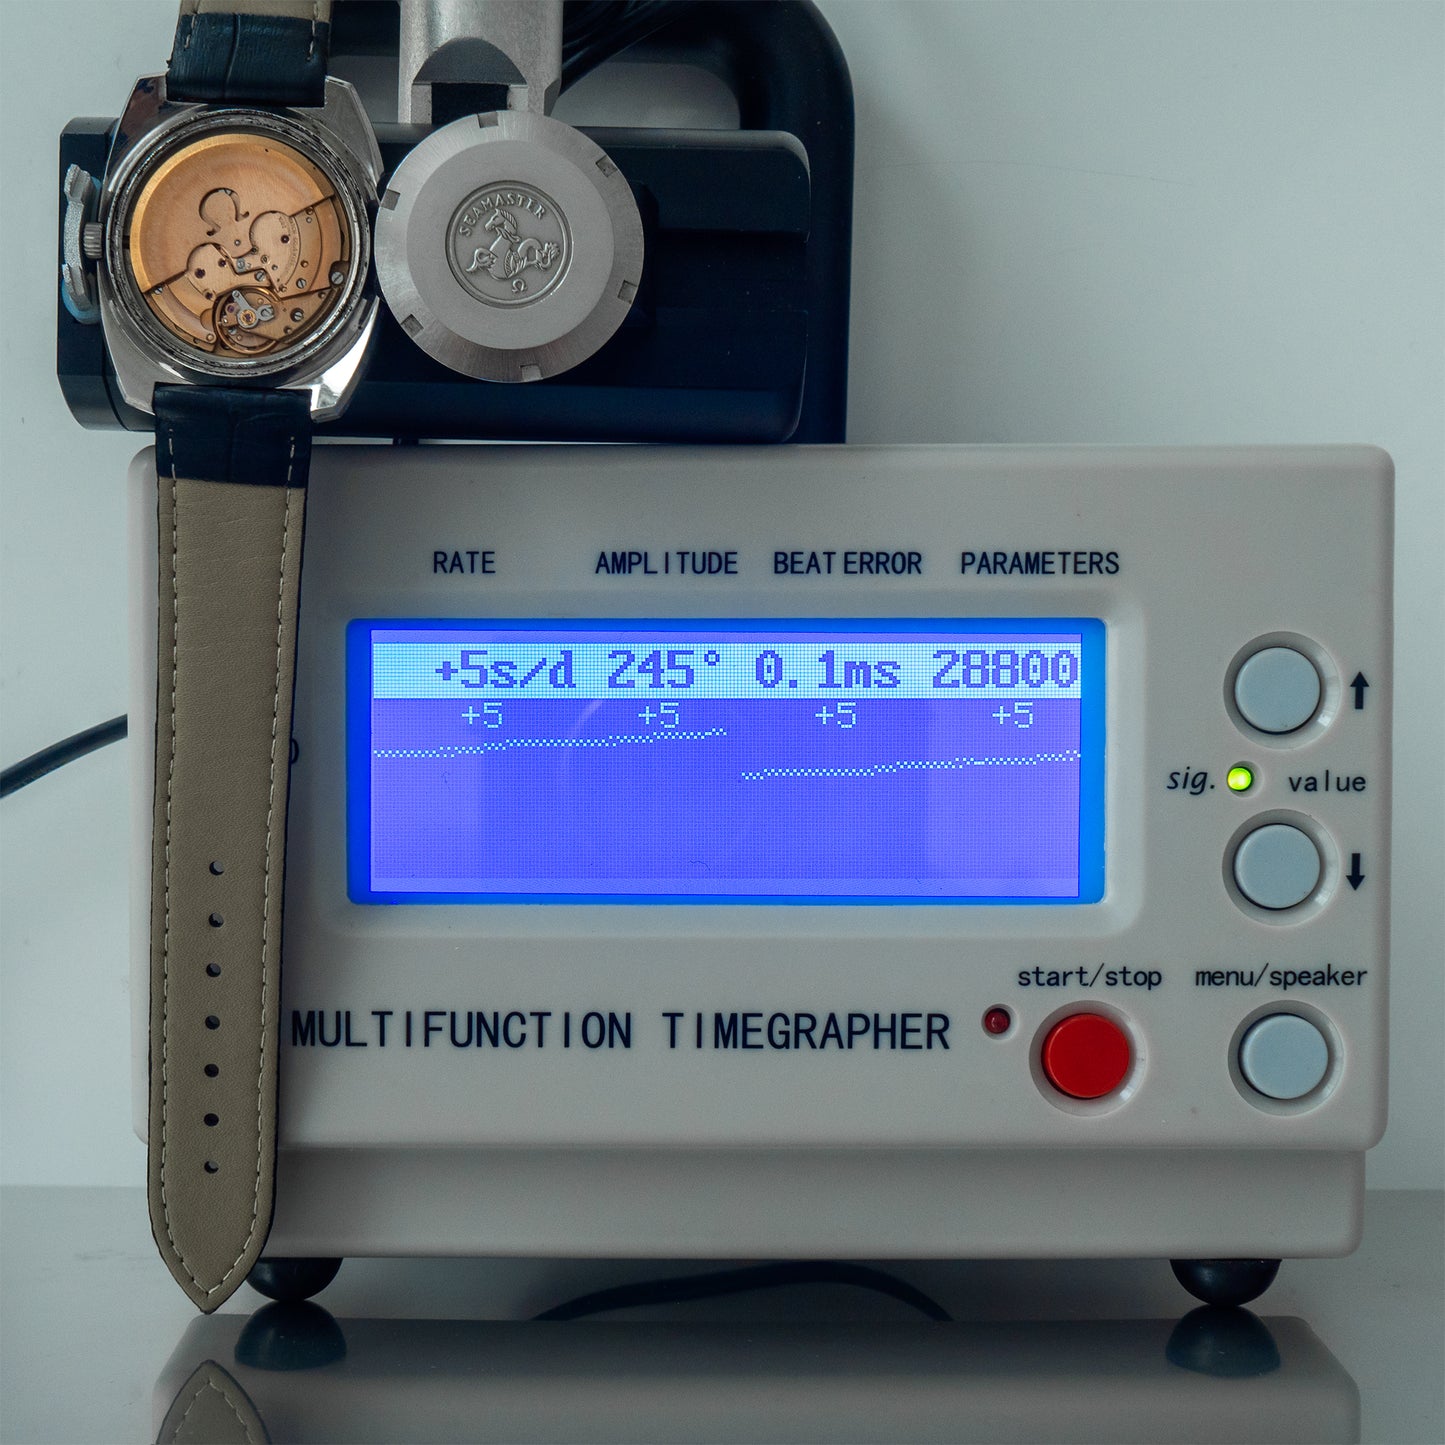 SEAMASTER
Ω
RATE AMPLITUDE BEAT ERROR PARAMETERS
+5s/d 245° 0.1ms 28800
+5 +5 +5 +5
sig. value
start/stop menu/speaker
MULTIFUNCTION TIMEGRAPHER